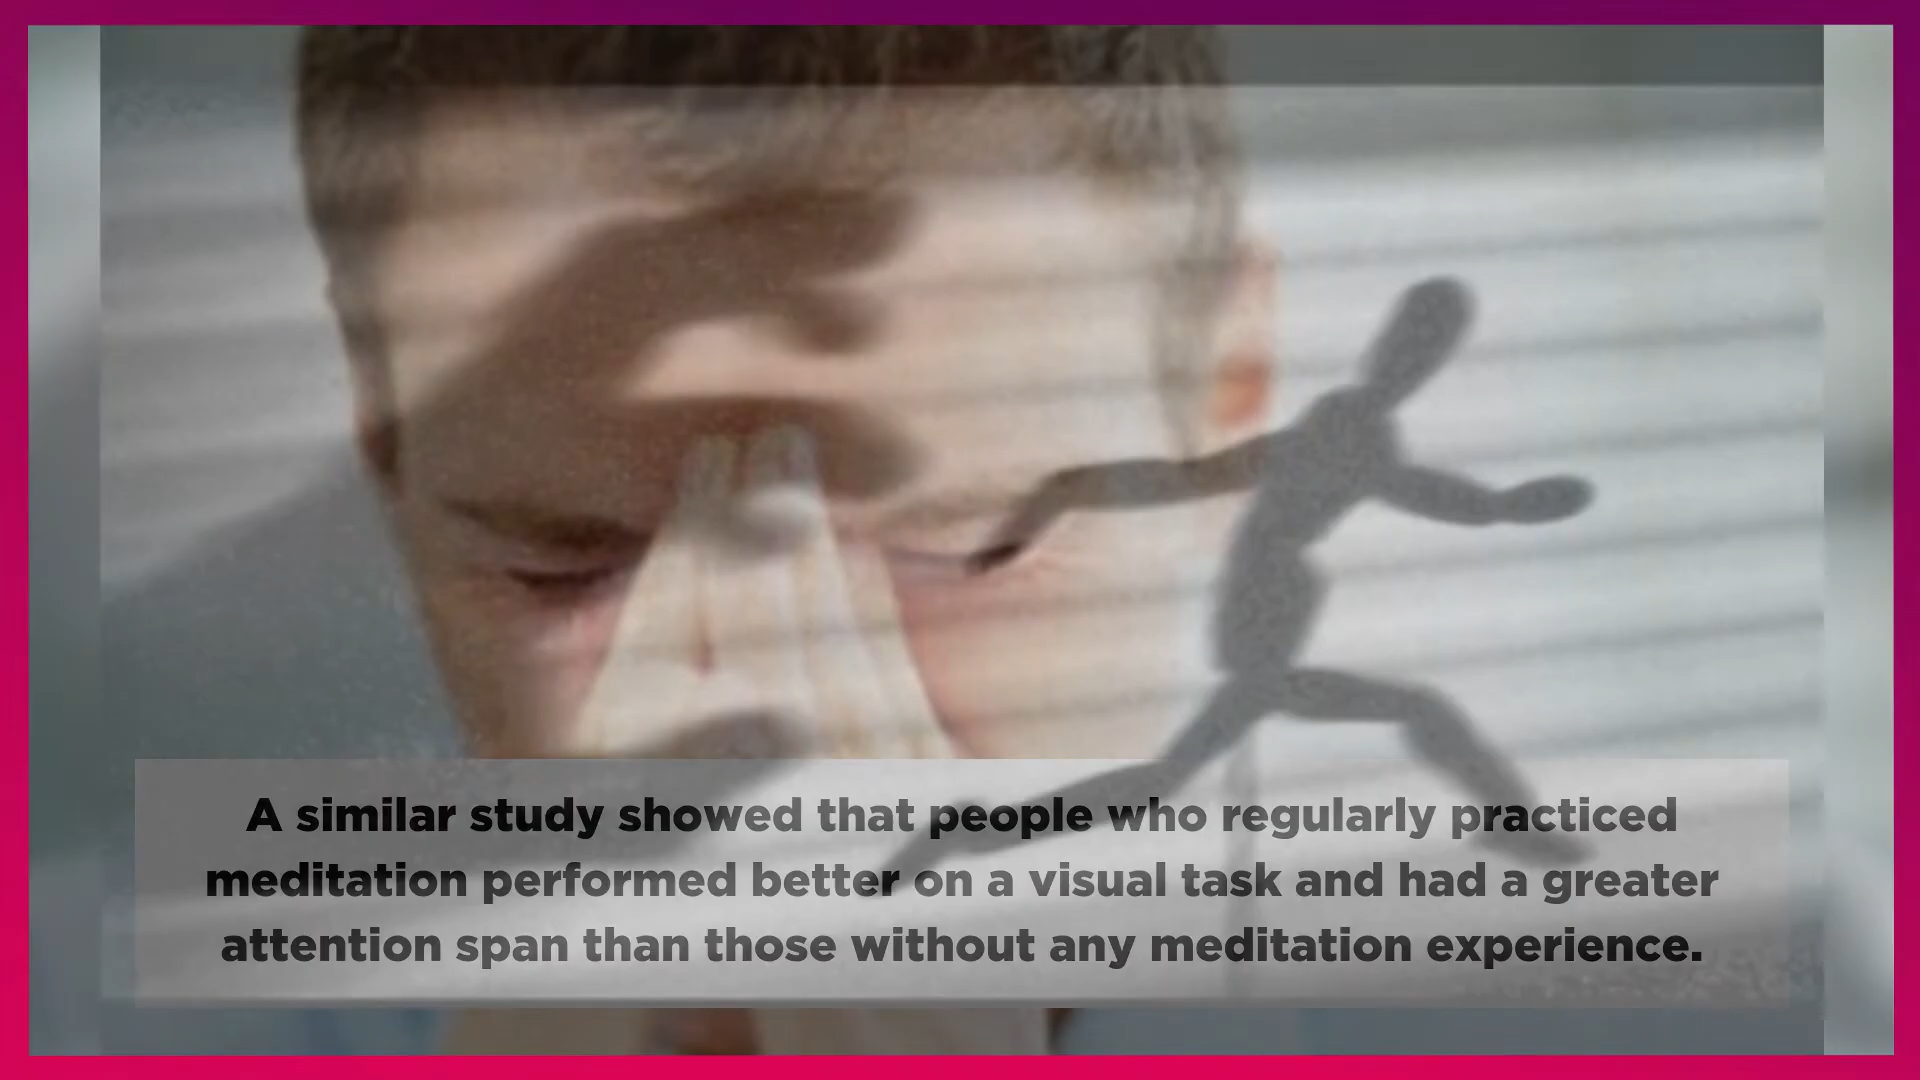 A similar study showed that people who regularly practiced
meditation performed better on a visual task and had a greater
attention span than those without any meditation experience.